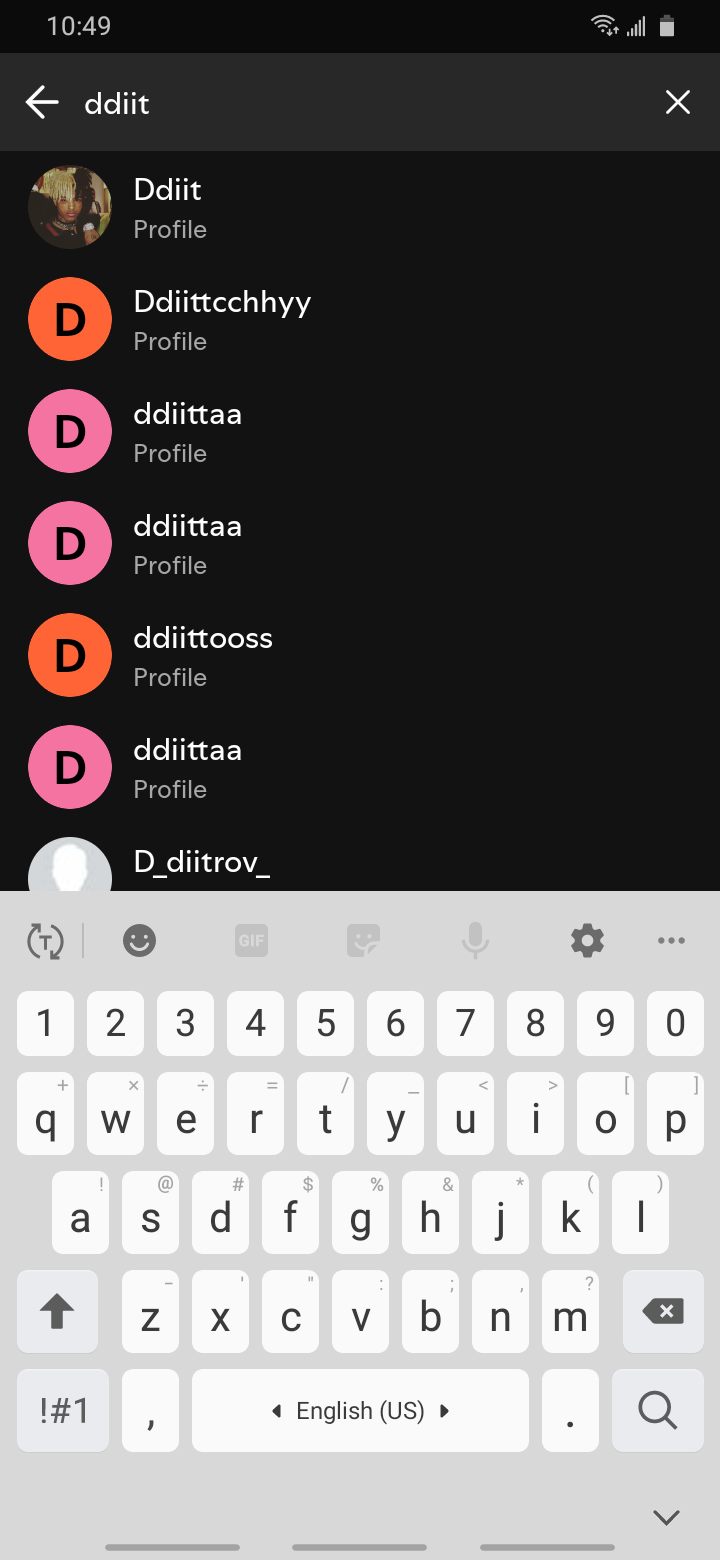 10:49
ddiit
Ddiit
Profile
D
Ddiittcchhyy
Profile
D
ddiittaa
Profile
D
ddiittaa
Profile
D
ddiittooss
Profile
D
ddiittaa
Profile
D_diitrov_
T
GIF
1 2 3 4 5 6 7 8 9 0
+ × ÷ = / _ < > [ ]
q w e r t y u i o p
! @ # $ % & * ( )
a s d f g h j k l
- ' " : ; , ?
z x c v b n m
!#1 , English (US) .